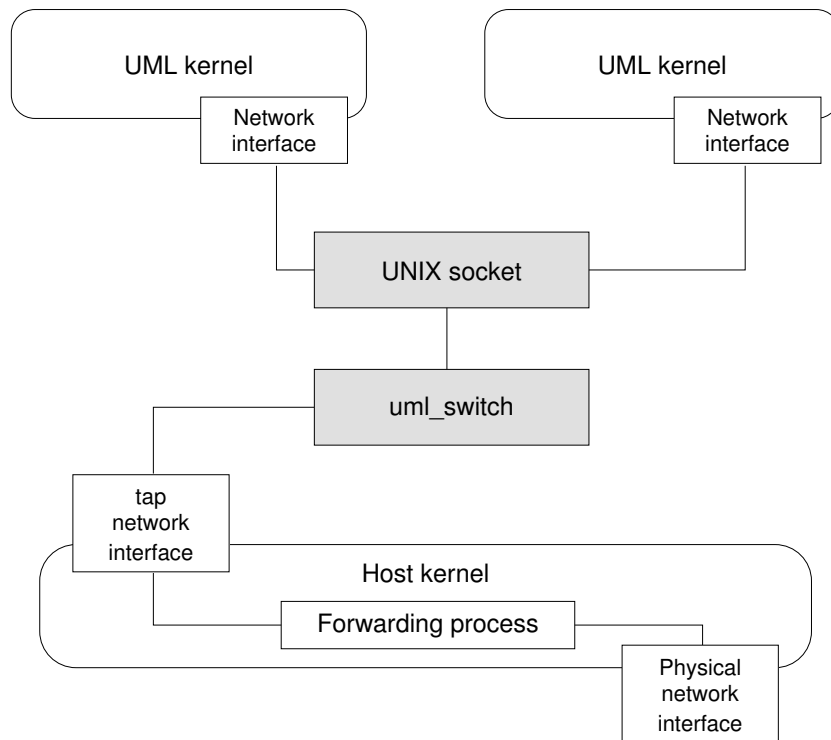 UML kernel
Network
interface
UML kernel
Network
interface
UNIX socket
uml_switch
tap
network
interface
Host kernel
Forwarding process
Physical
network
interface